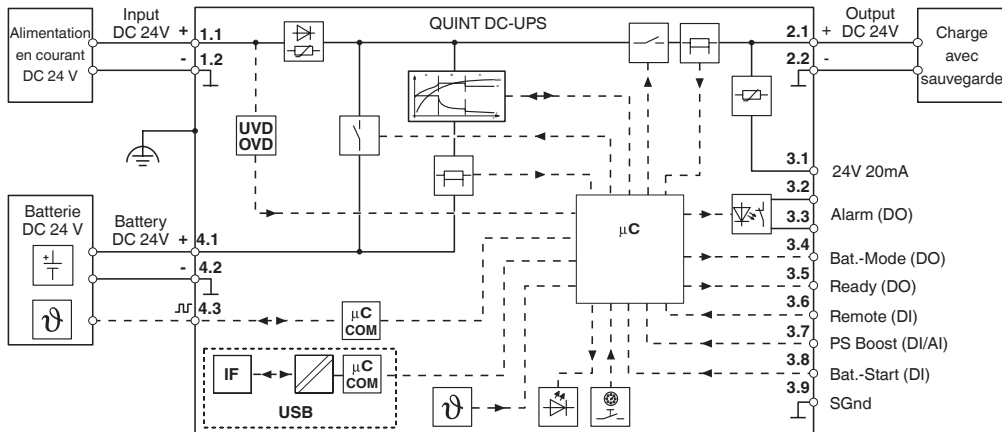 Alimentation
en courant
DC 24 V
Input
DC 24V
+
1.1
-
1.2
QUINT DC-UPS
2.1
+
2.2
-
Output
DC 24V
Charge
avec
sauvegarde
UVD
OVD
3.1
24V 20mA
3.2
3.3
Alarm (DO)
Batterie
DC 24 V
Battery
DC 24V
+
4.1
-
4.2
4.3
ϑ
µC
3.4
Bat.-Mode (DO)
3.5
Ready (DO)
3.6
Remote (DI)
3.7
PS Boost (DI/AI)
3.8
Bat.-Start (DI)
3.9
SGnd
µC
COM
IF
µC
COM
USB
ϑ